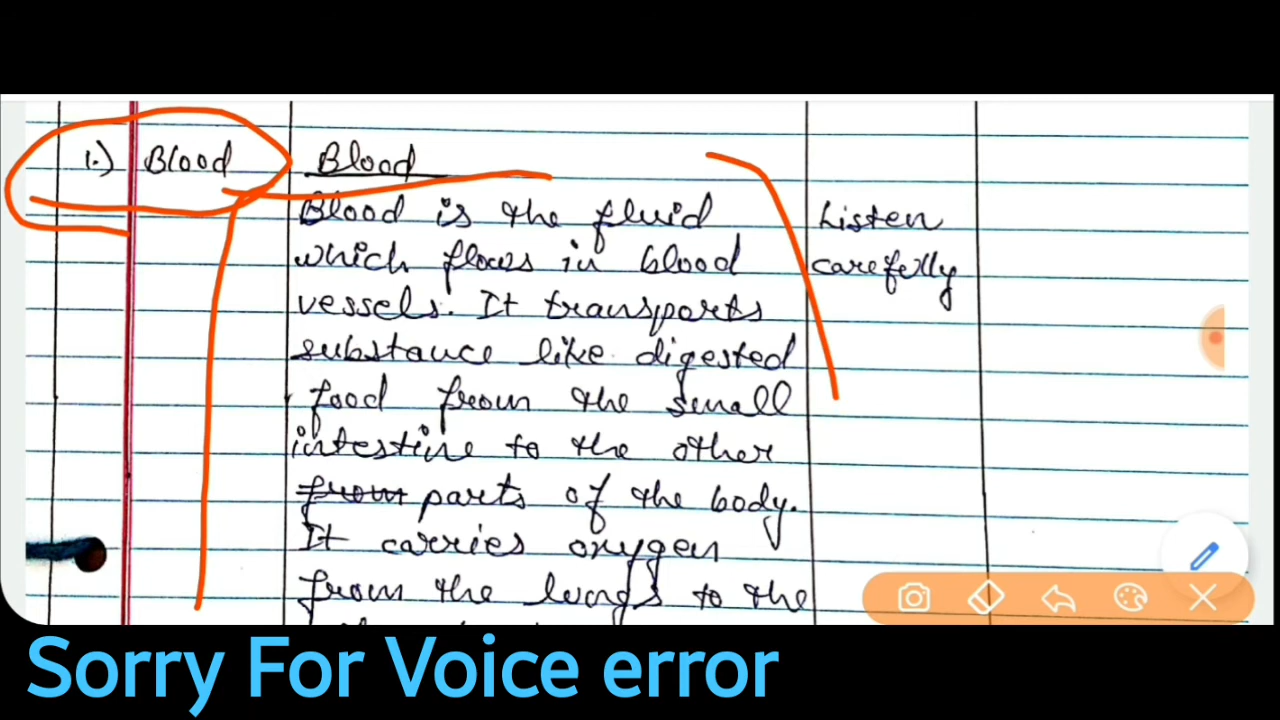 1.) Blood
Blood
Blood is the fluid
which flows in blood
vessels. It transports
substance like digested
food from the small
intestine to the other
from parts of the body.
It carries oxygen
from the lungs to the
Listen
carefully
Sorry For Voice error